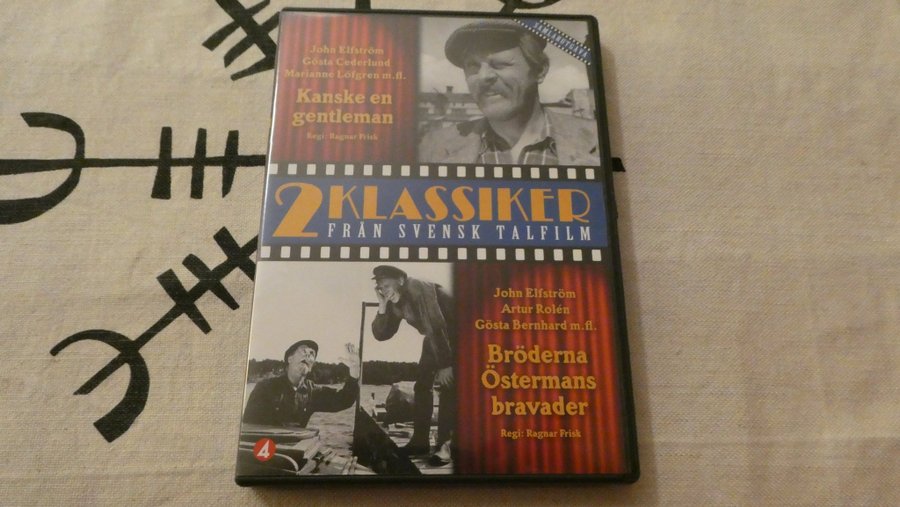 John Elfström
Gösta Cederlund
Marianne Löfgren m.fl.
Kanske en
gentleman
Regi: Ragnar Frisk
2 KLASSIKER
FRÅN SVENSK TALFILM
John Elfström
Artur Rolén
Gösta Bernhard m.fl.
Bröderna
Östermans
bravader
Regi: Ragnar Frisk
4